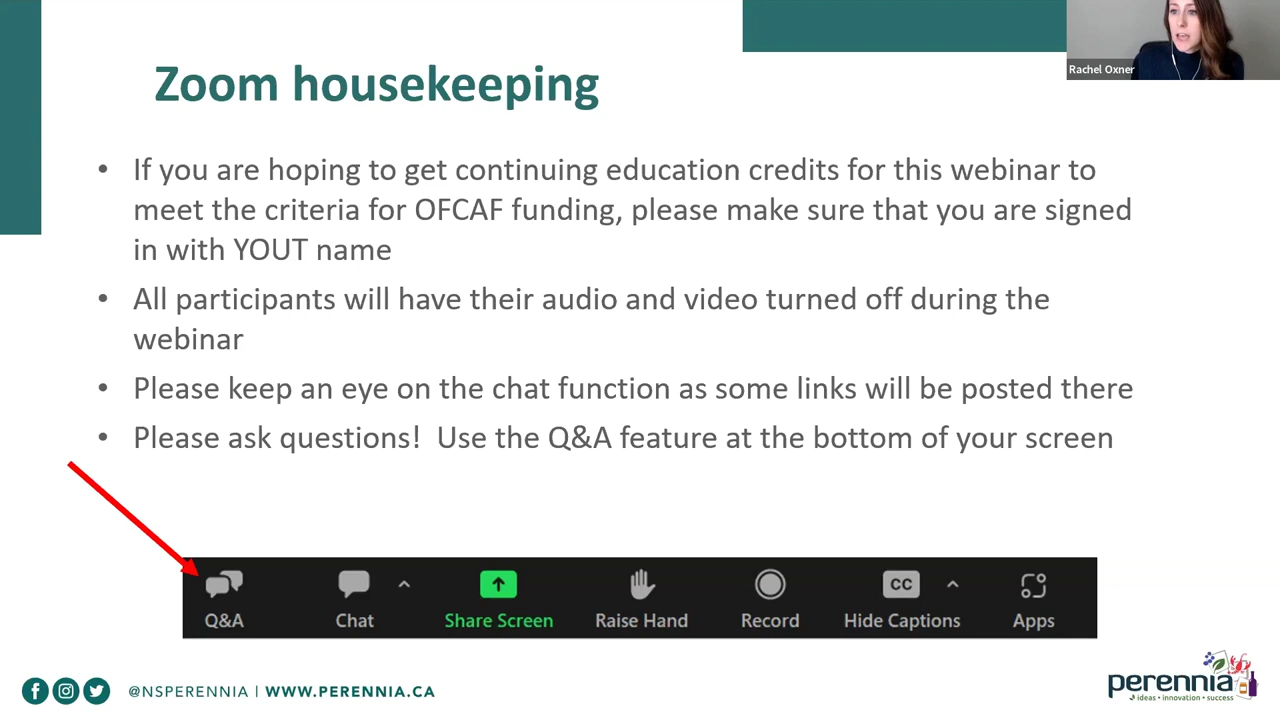 Rachel Oxner
Zoom housekeeping
• If you are hoping to get continuing education credits for this webinar to
meet the criteria for OFCAF funding, please make sure that you are signed
in with YOUT name
• All participants will have their audio and video turned off during the
webinar
• Please keep an eye on the chat function as some links will be posted there
• Please ask questions!  Use the Q&A feature at the bottom of your screen
CC
Q&A Chat Share Screen Raise Hand Record Hide Captions Apps
@NSPERENNIA | WWW.PERENNIA.CA
perennia
ideas • innovation • success